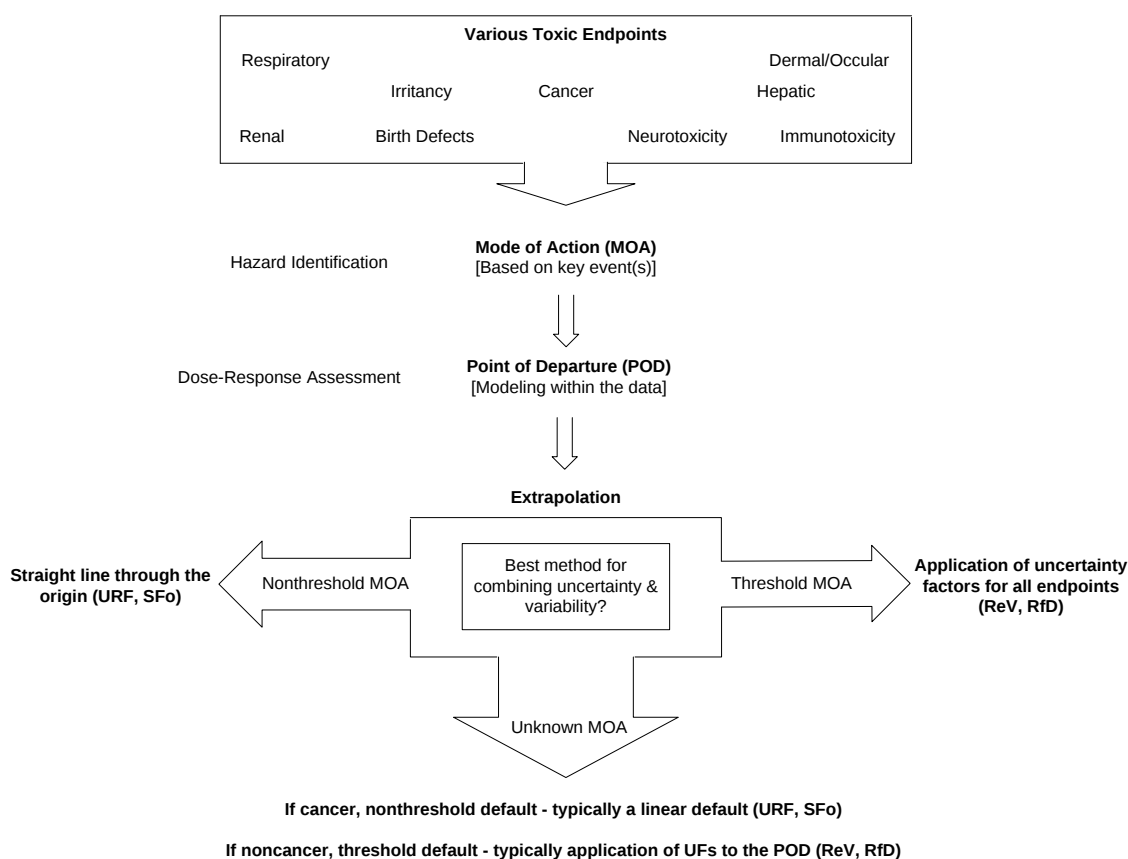 Various Toxic Endpoints
Respiratory
Dermal/Occular
Irritancy
Cancer
Hepatic
Renal
Birth Defects
Neurotoxicity
Immunotoxicity
Hazard Identification
Mode of Action (MOA)
[Based on key event(s)]
Dose-Response Assessment
Point of Departure (POD)
[Modeling within the data]
Extrapolation
Straight line through the
origin (URF, SFo)
Nonthreshold MOA
Best method for
combining uncertainty &
variability?
Threshold MOA
Application of uncertainty
factors for all endpoints
(ReV, RfD)
Unknown MOA
If cancer, nonthreshold default - typically a linear default (URF, SFo)
If noncancer, threshold default - typically application of UFs to the POD (ReV, RfD)